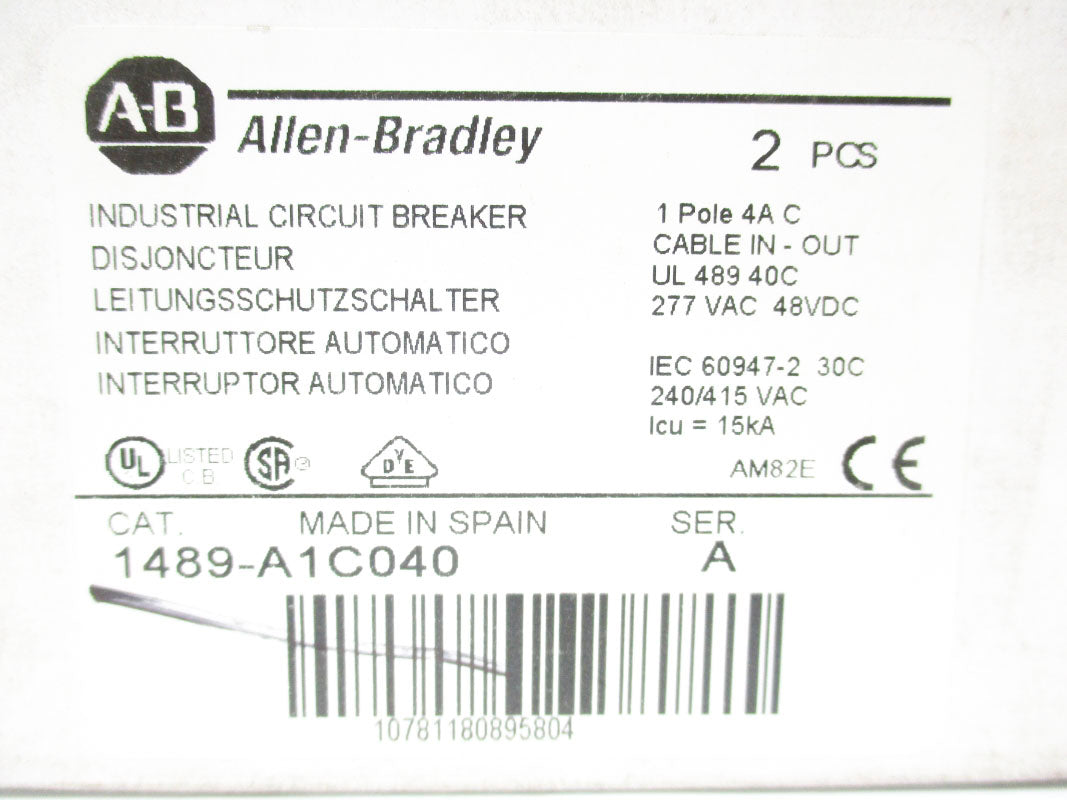 A-B Allen-Bradley
2 PCS
INDUSTRIAL CIRCUIT BREAKER
DISJONCTEUR
LEITUNGSSCHUTZSCHALTER
INTERRUTTORE AUTOMATICO
INTERRUPTOR AUTOMATICO
1 Pole 4A C
CABLE IN - OUT
UL 489 40C
277 VAC 48VDC
IEC 60947-2 30C
240/415 VAC
Icu = 15kA
UL LISTED
C.B.
SA ®
DVE
AM82E CE
CAT. MADE IN SPAIN SER.
1489-A1C040 A
10781180895804